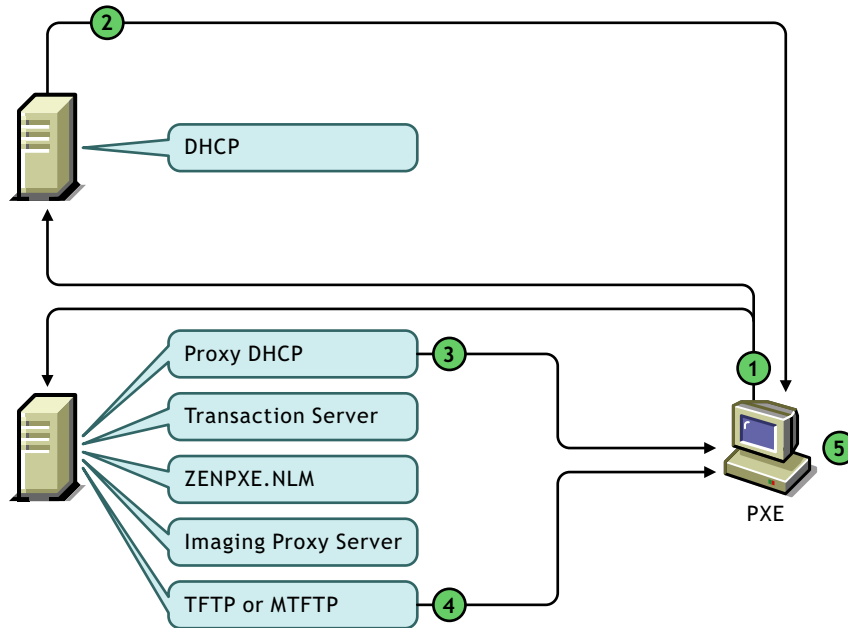 2
DHCP
Proxy DHCP
3
1
Transaction Server
5
ZENPXE.NLM
PXE
Imaging Proxy Server
TFTP or MTFTP
4